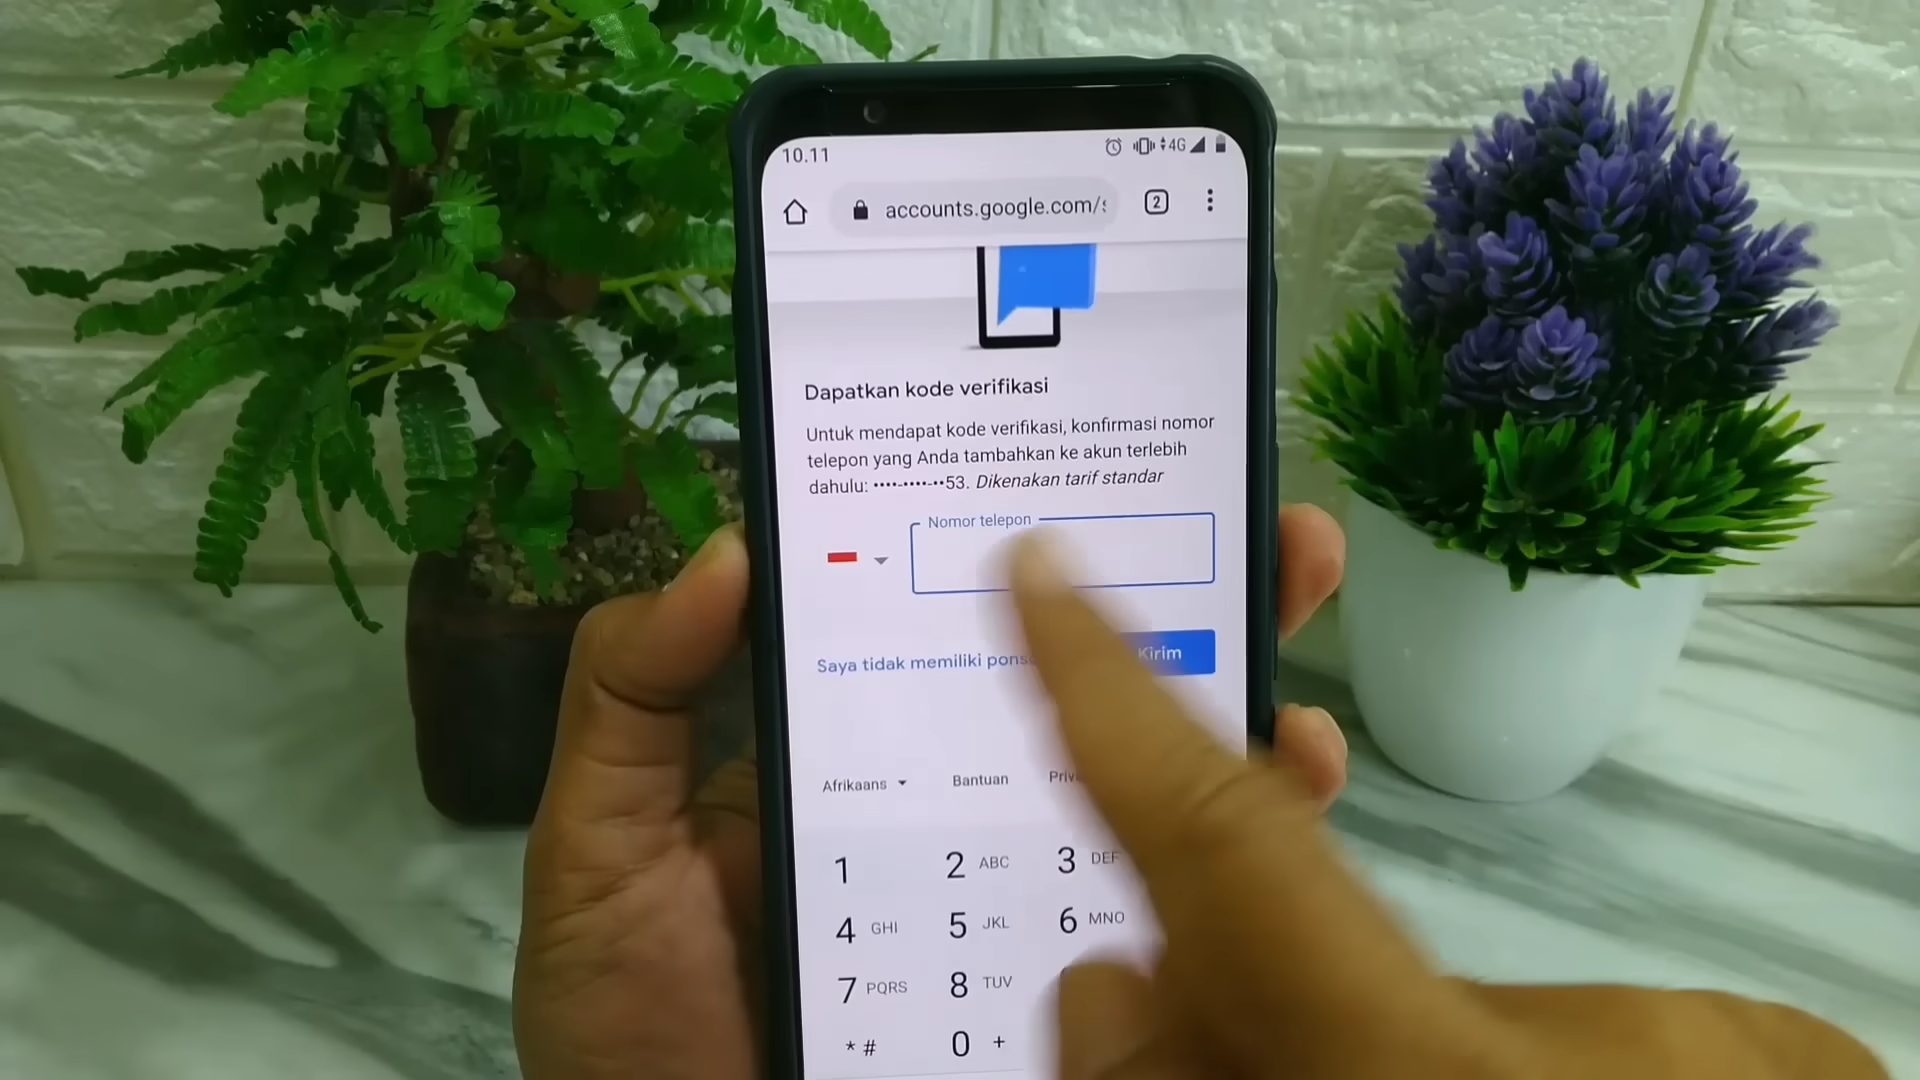 10.11
4G
accounts.google.com/s
2
Dapatkan kode verifikasi
Untuk mendapat kode verifikasi, konfirmasi nomor
telepon yang Anda tambahkan ke akun terlebih
dahulu: ••••-••••-••53. Dikenakan tarif standar
Nomor telepon
Saya tidak memiliki
Kirim
Afrikaans
Bantuan
1
2 ABC
3 DEF
4 GHI
5 JKL
6 MNO
7 PQRS
8 TUV
* #
0 +